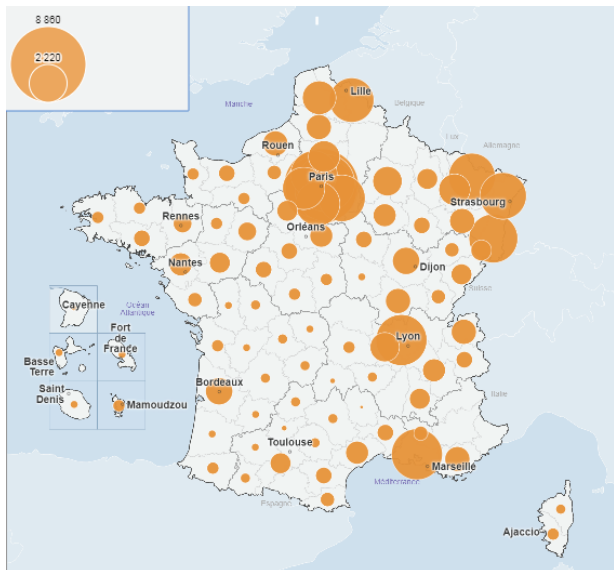 8 860
2 220
Lille
Manche
Belgique
Rouen
Lux
Allemagne
Paris
Strasbourg
Rennes
Orléans
Nantes
Dijon
Suisse
Cayenne
Océan
Atlantique
Fort
de
France
Basse
Terre
Lyon
Italie
Saint
Denis
Mamoudzou
Bordeaux
Toulouse
Marseille
Méditerranée
Espagne
Ajaccio